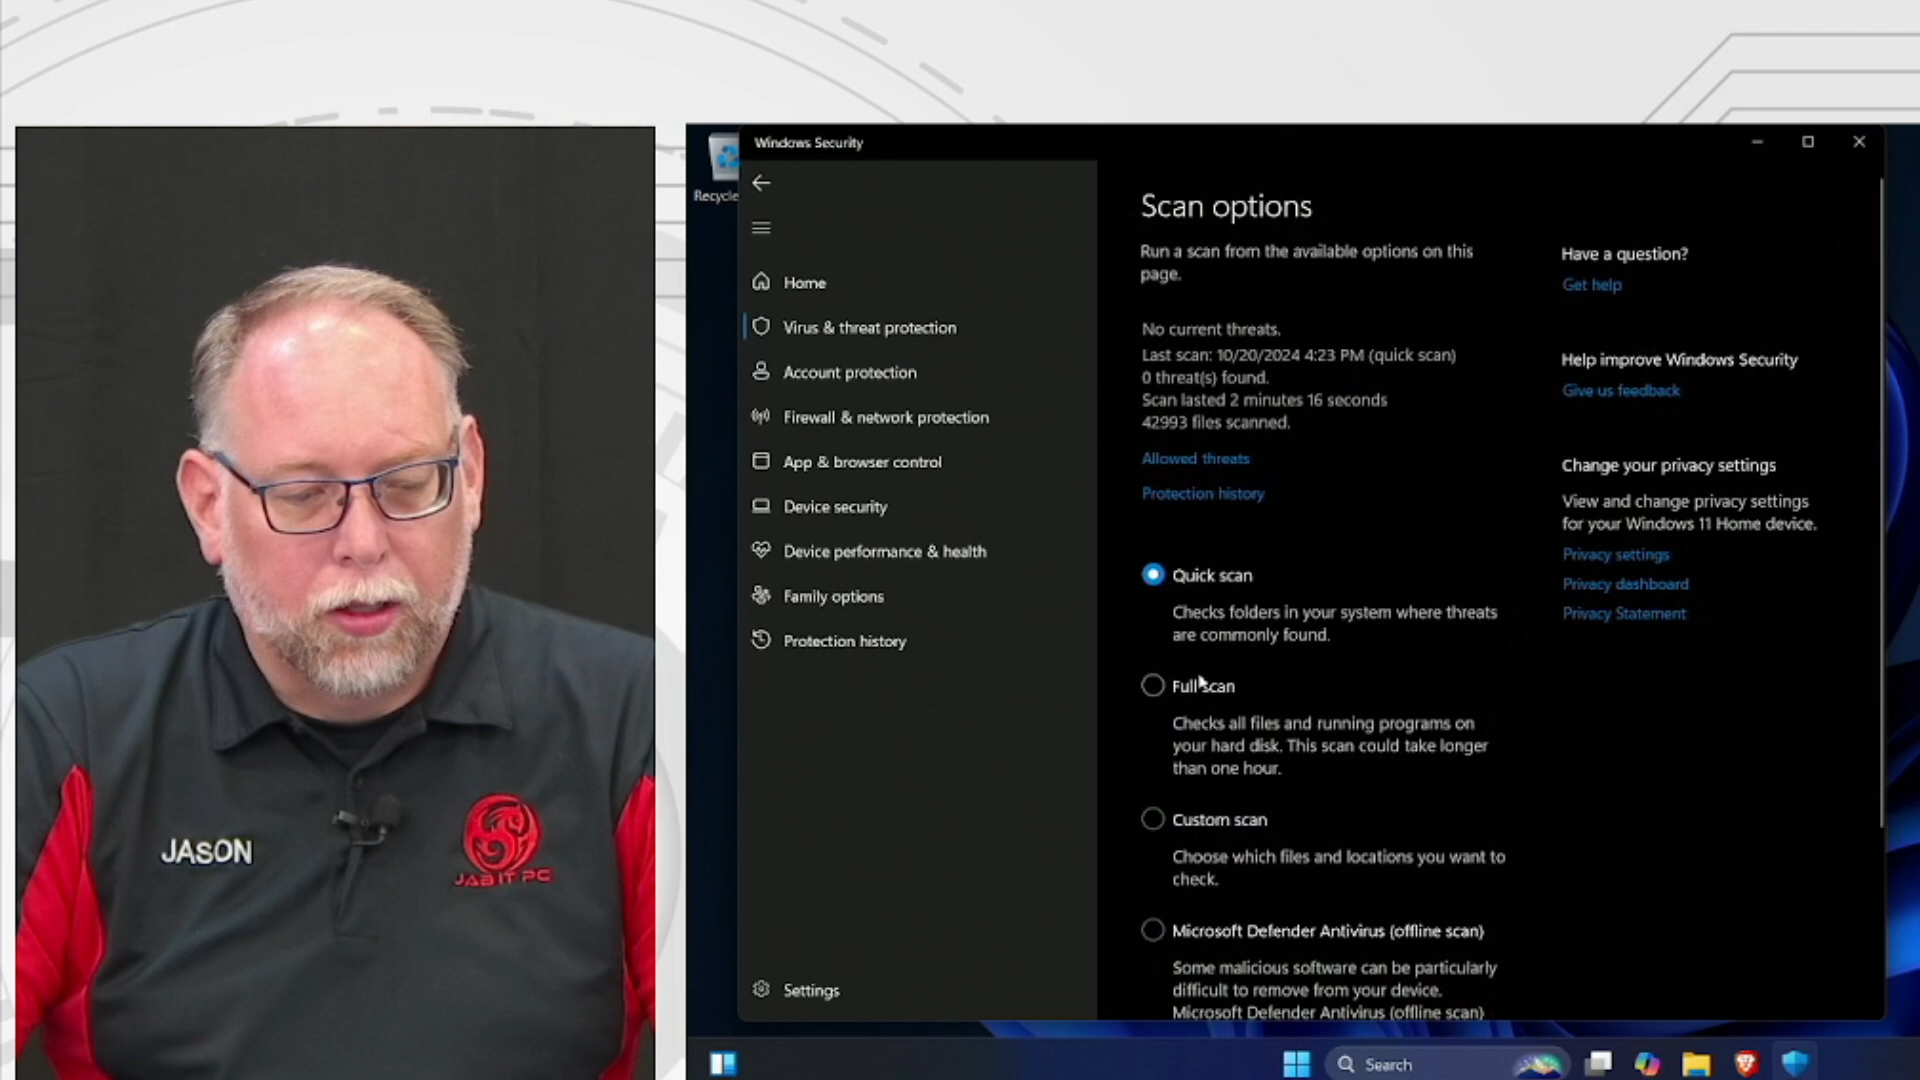 JASON
JAB IT PC
Recycle
Windows Security
Home
Virus & threat protection
Account protection
Firewall & network protection
App & browser control
Device security
Device performance & health
Family options
Protection history
Settings
Scan options
Run a scan from the available options on this
page.
No current threats.
Last scan: 10/20/2024 4:23 PM (quick scan)
0 threat(s) found.
Scan lasted 2 minutes 16 seconds
42993 files scanned.
Allowed threats
Protection history
Quick scan
Checks folders in your system where threats
are commonly found.
Full scan
Checks all files and running programs on
your hard disk. This scan could take longer
than one hour.
Custom scan
Choose which files and locations you want to
check.
Microsoft Defender Antivirus (offline scan)
Some malicious software can be particularly
difficult to remove from your device.
Microsoft Defender Antivirus (offline scan)
Have a question?
Get help
Help improve Windows Security
Give us feedback
Change your privacy settings
View and change privacy settings
for your Windows 11 Home device.
Privacy settings
Privacy dashboard
Privacy Statement
Search